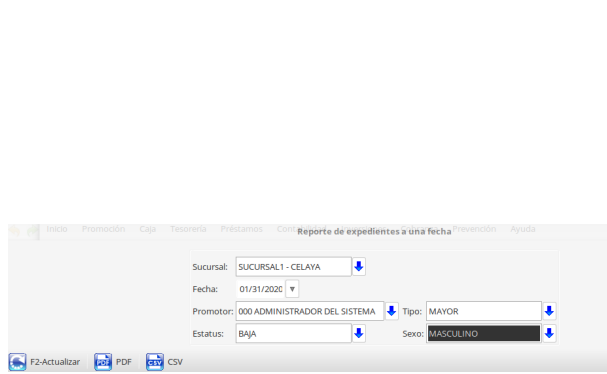 Inicio Promoción Caja Tesorería Préstamos Prevención Ayuda
Reporte de expedientes a una fecha
Sucursal: SUCURSAL1 - CELAYA
Fecha: 01/31/2020
Promotor: 000 ADMINISTRADOR DEL SISTEMA Tipo: MAYOR
Estatus: BAJA Sexo: MASCULINO
F2-Actualizar PDF PDF CSV CSV